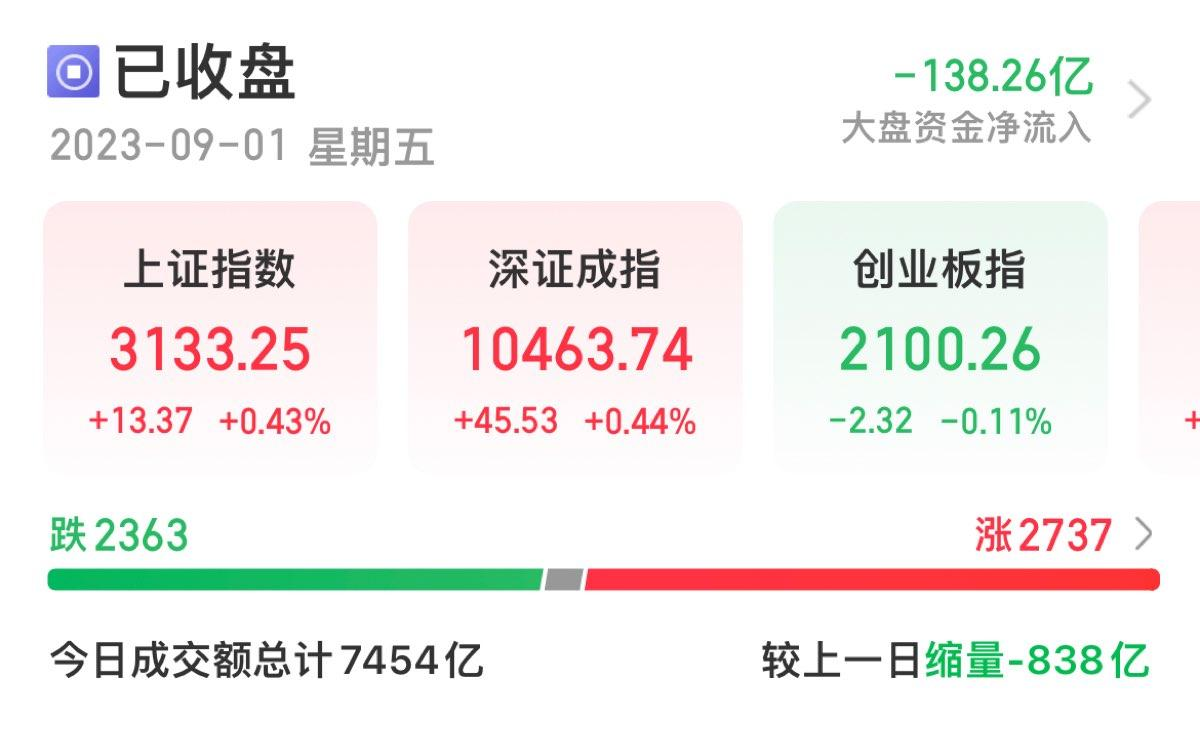 已收盘
-138.26亿
2023-09-01 星期五
大盘资金净流入
上证指数 深证成指 创业板指
3133.25 10463.74 2100.26
+13.37 +0.43% +45.53 +0.44% -2.32 -0.11% +
跌2363 涨2737
今日成交额总计7454亿 较上一日缩量-838亿